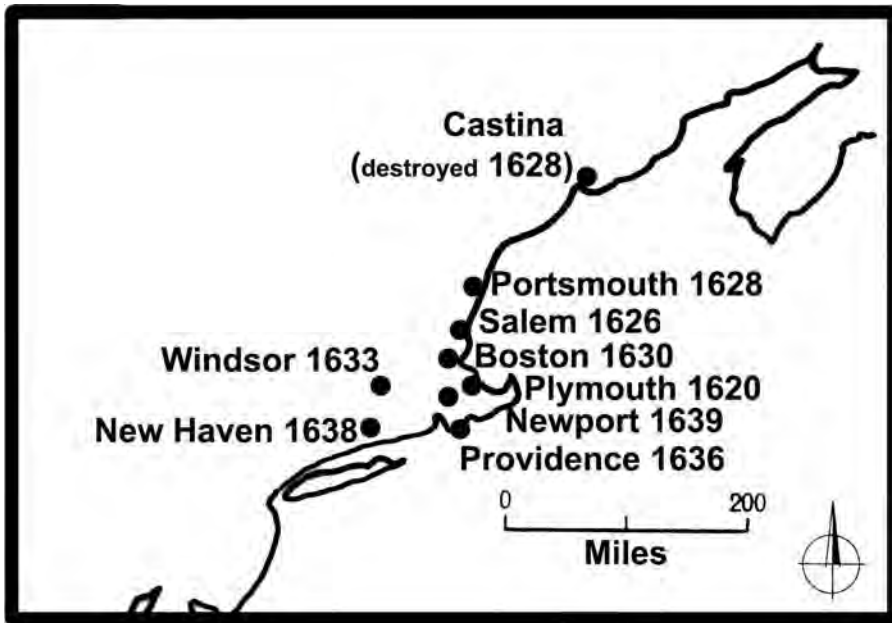 Castina
(destroyed 1628)
Portsmouth 1628
Salem 1626
Windsor 1633
Boston 1630
Plymouth 1620
New Haven 1638
Newport 1639
Providence 1636
0 200
Miles